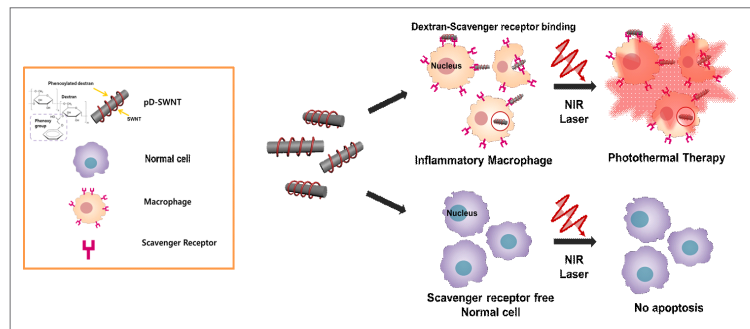 Phenoxylated dextran
Dextran
Phenoxy
group
SWNT
pD-SWNT
Normal cell
Macrophage
Scavenger Receptor
Dextran-Scavenger receptor binding
Nucleus
NIR
Laser
Inflammatory Macrophage
Photothermal Therapy
Nucleus
NIR
Laser
Scavenger receptor free
Normal cell
No apoptosis